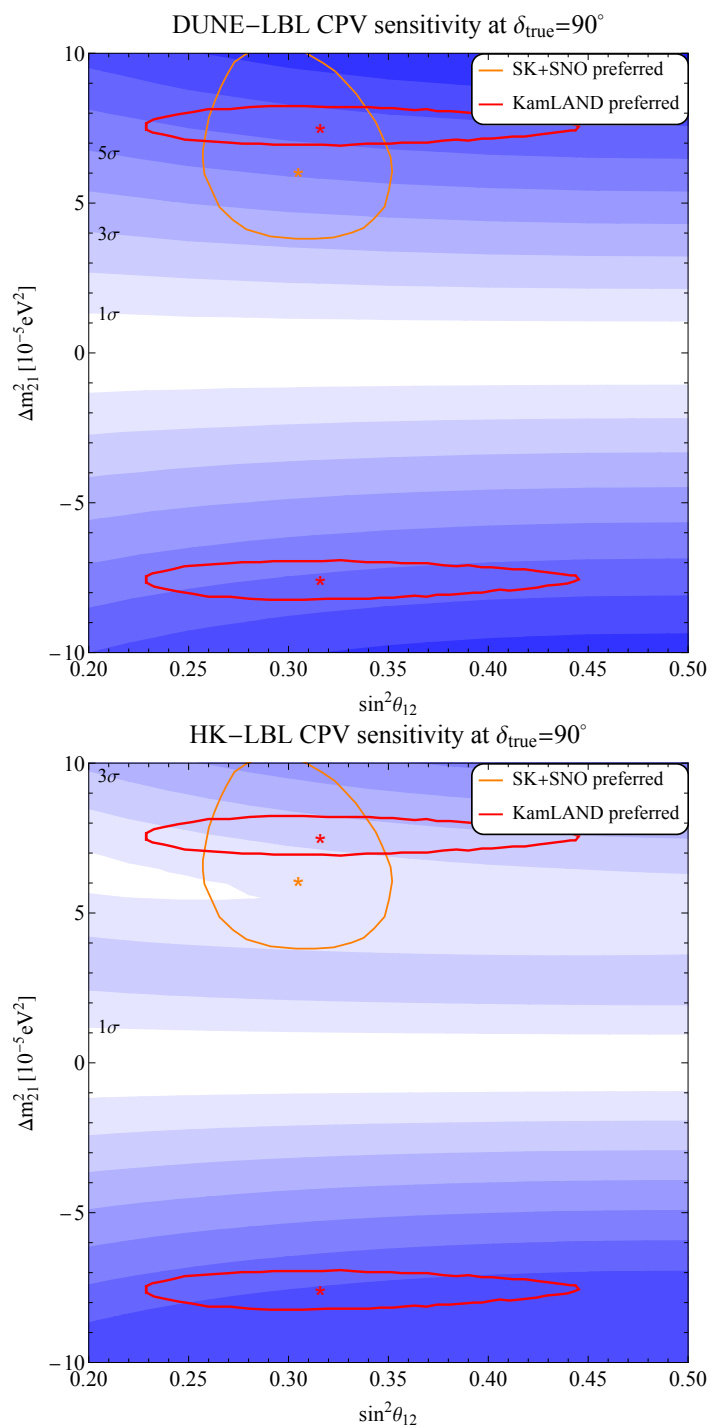 DUNE−LBL CPV sensitivity at δtrue=90°
10
SK+SNO preferred
KamLAND preferred
5σ
5
3σ
1σ
0
−5
−10
Δm²21 [10⁻⁵eV²]
0.20 0.25 0.30 0.35 0.40 0.45 0.50
sin²θ12
HK−LBL CPV sensitivity at δtrue=90°
10
3σ
SK+SNO preferred
KamLAND preferred
5
1σ
0
−5
−10
Δm²21 [10⁻⁵eV²]
0.20 0.25 0.30 0.35 0.40 0.45 0.50
sin²θ12